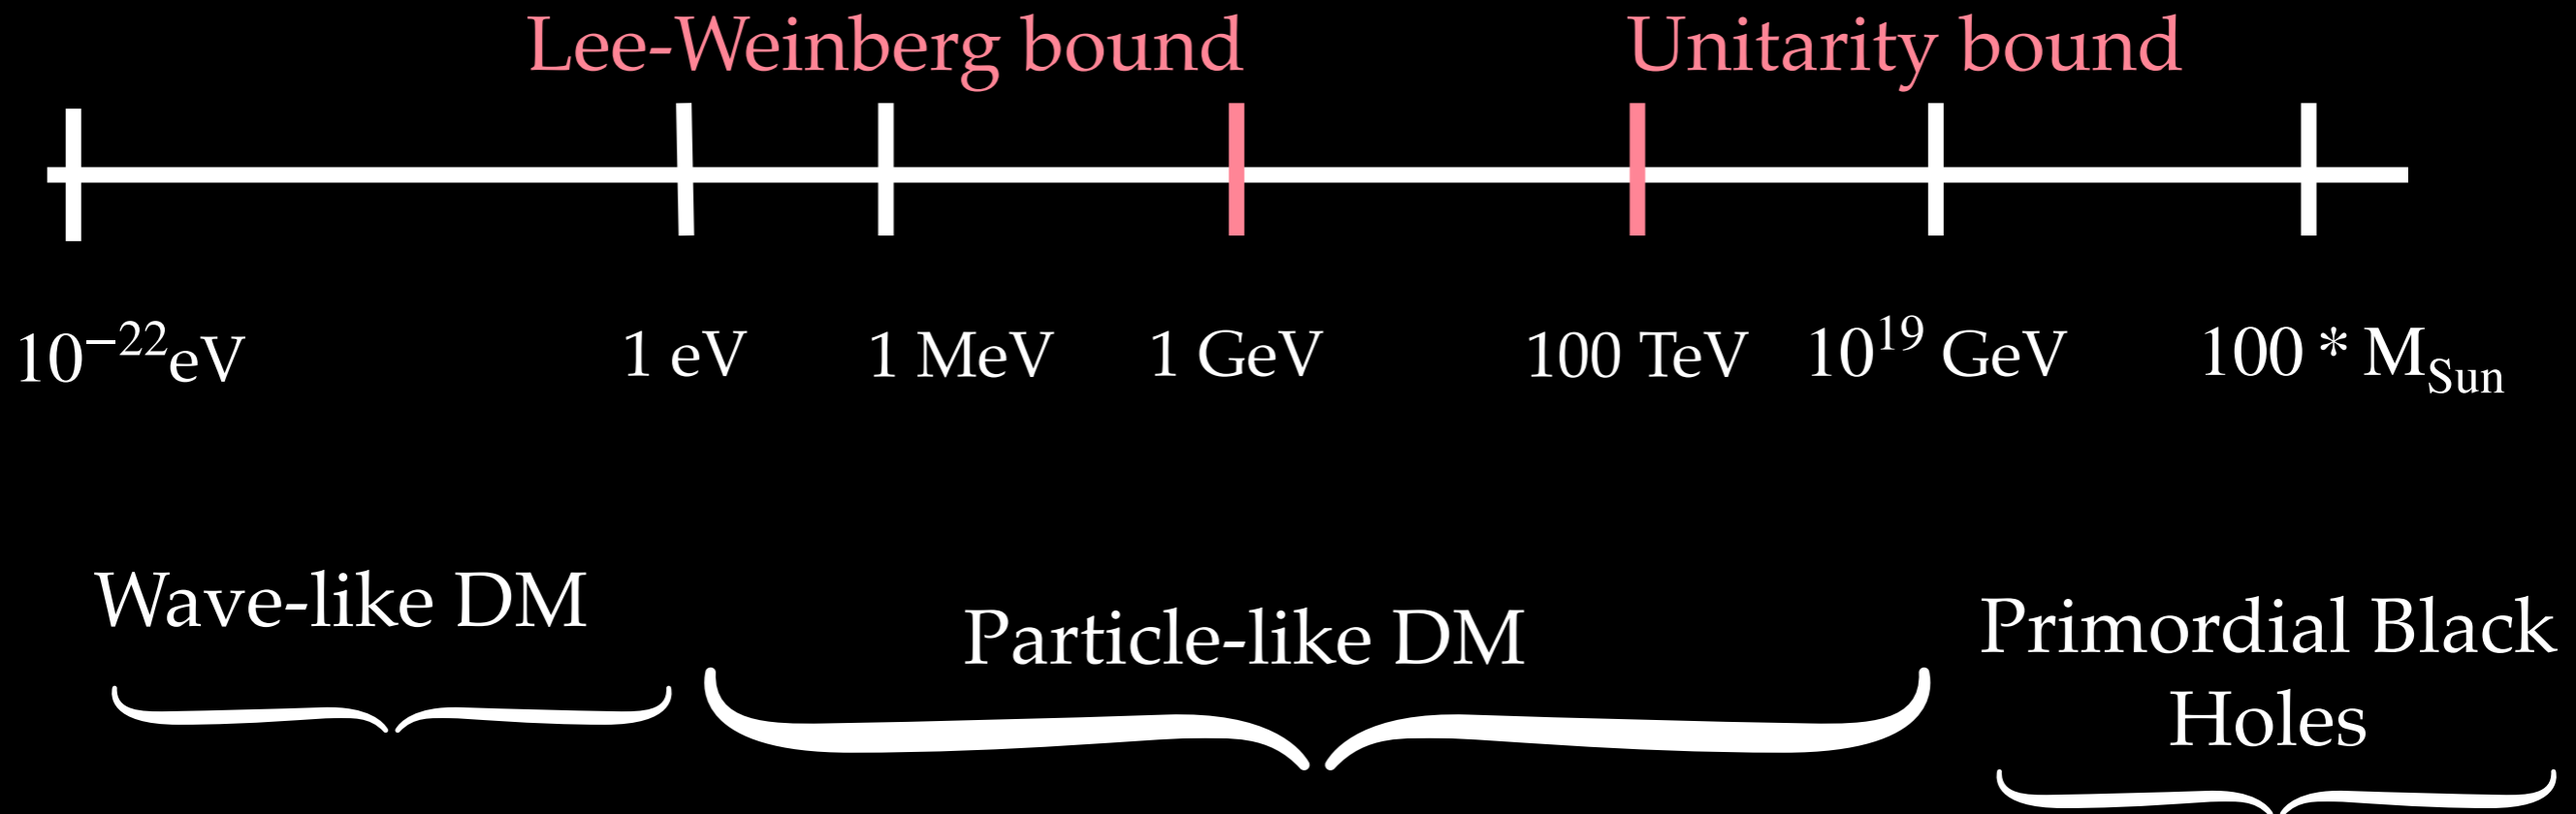 Lee-Weinberg bound
Unitarity bound
10⁻²²eV
1 eV
1 MeV
1 GeV
100 TeV
10¹⁹ GeV
100 * M_Sun
Wave-like DM
Particle-like DM
Primordial Black
Holes